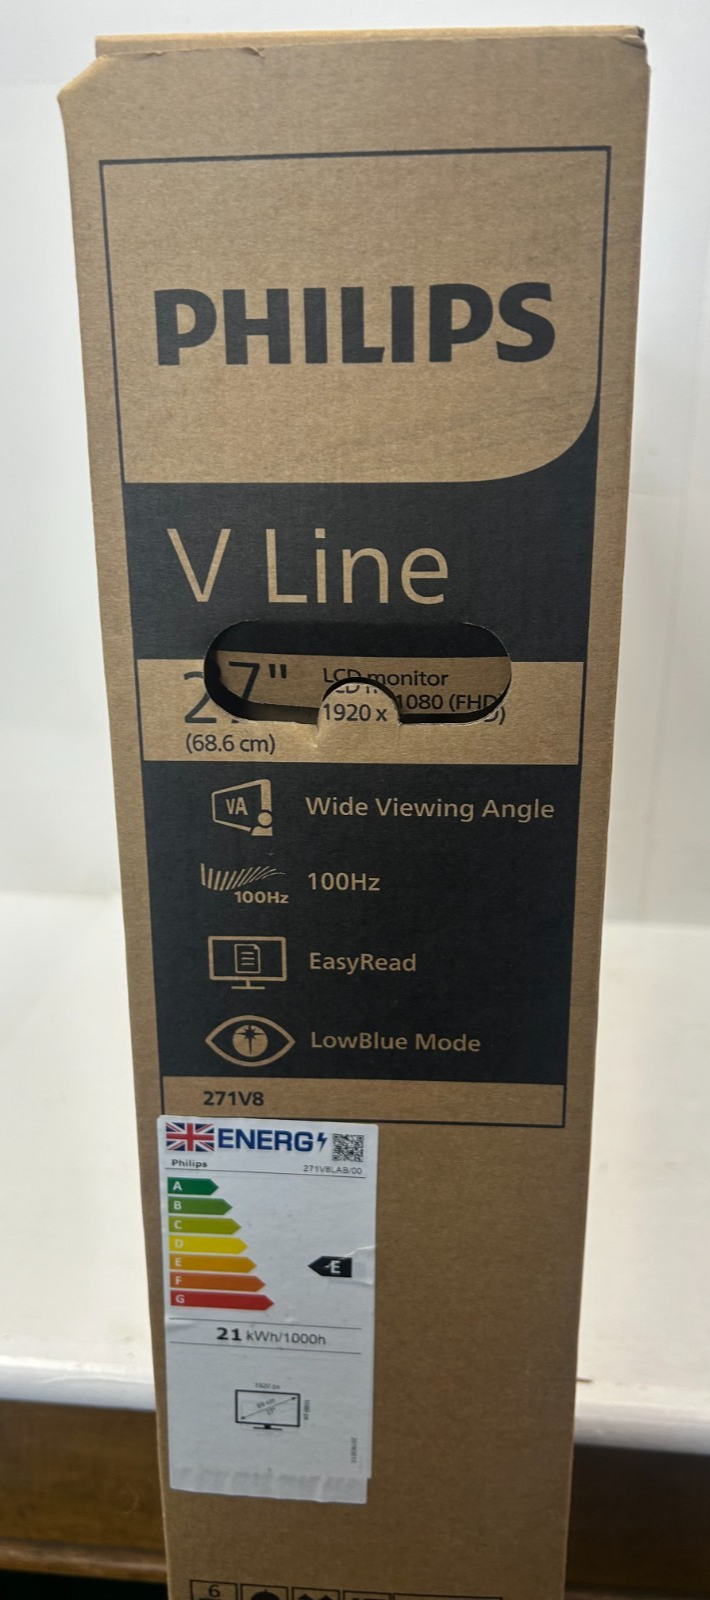 PHILIPS
V Line
27"
LCD monitor
1920 x 1080 (FHD)
(68.6 cm)
VA
Wide Viewing Angle
100Hz
100Hz
EasyRead
LowBlue Mode
271V8
ENERG
Philips
271V8LAB/00
A
B
C
D
E
E
F
G
21 kWh/1000h
6